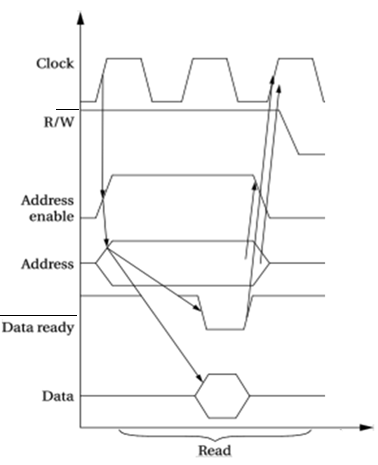 Clock
R/W
Address
enable
Address
Data ready
Data
Read